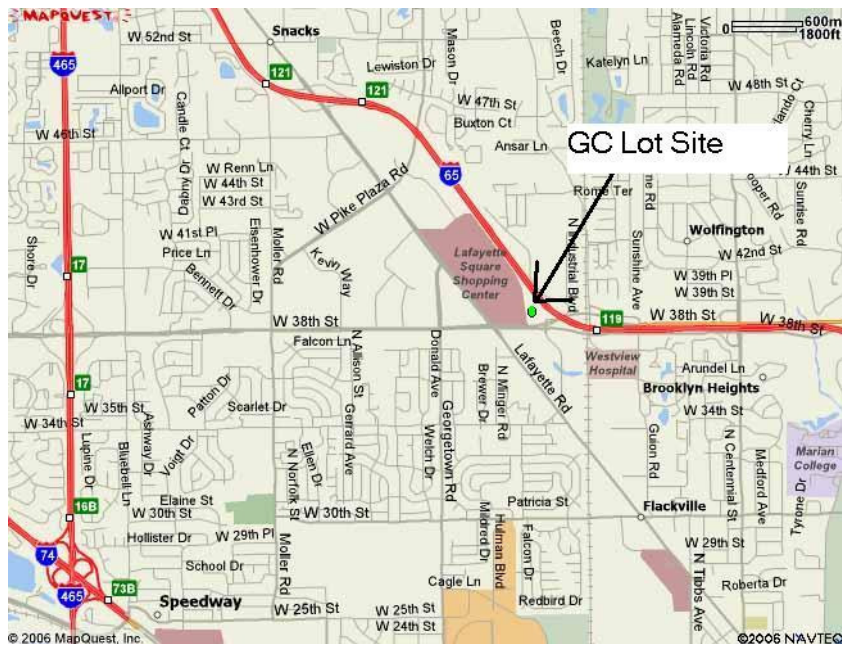 MAPQUEST
W 52nd St
Snacks
Mason Dr
Beech Dr
Victoria Rd
Lincoln Rd
Alameda Rd
0
600m
1800ft
465
121
121
Lewiston Dr
Katelyn Ln
W 48th St
Allport Dr
W 47th St
Buxton Ct
Cherry Ln
Candle Ct
W 46th St
Ansar Ln
GC Lot Site
W 44th St
Dabny Dr
W Renn Ln
W 44th St
W 43rd St
W Pike Plaza Rd
65
Rome Ter
Sunrise Rd
W 41st Pl
Price Ln
Eisenhower Dr
Moller Rd
Kevin Way
N Industrial Blvd
Sunshine Ave
Wolfington
W 42nd St
Shore Dr
17
Bennett Dr
Lafayette
Square
Shopping
Center
W 39th Pl
W 39th St
W 38th St
119
W 38th St
W 38th St
Falcon Ln
N Allison St
Donald Ave
Lafayette Rd
Westview
Hospital
Arundel Ln
Brooklyn Heights
17
Patton Dr
N Minger Rd
Brewer Dr
W 35th St
W 34th St
Scarlet Dr
W 34th St
Gerrard Ave
Georgetown Rd
Welch Dr
Guion Rd
N Centennial St
Medford Ave
Marian
College
Tyrone Dr
Lupine Dr
Bluebell Ln
Ashway Dr
Voigt Dr
Ellen Dr
N Norfolk St
16B
Elaine St
W 30th St
W 30th St
Patricia St
Flackville
Hollister Dr
W 29th Pl
Mildred Dr
Hulman Blvd
Falcon Dr
W 29th St
74
School Dr
Moller Rd
Cagle Ln
N Tibbs Ave
Roberta Dr
465
73B
Speedway
W 25th St
W 25th St
W 24th St
Redbird Dr
© 2006 MapQuest, Inc.
©2006 NAVTEQ